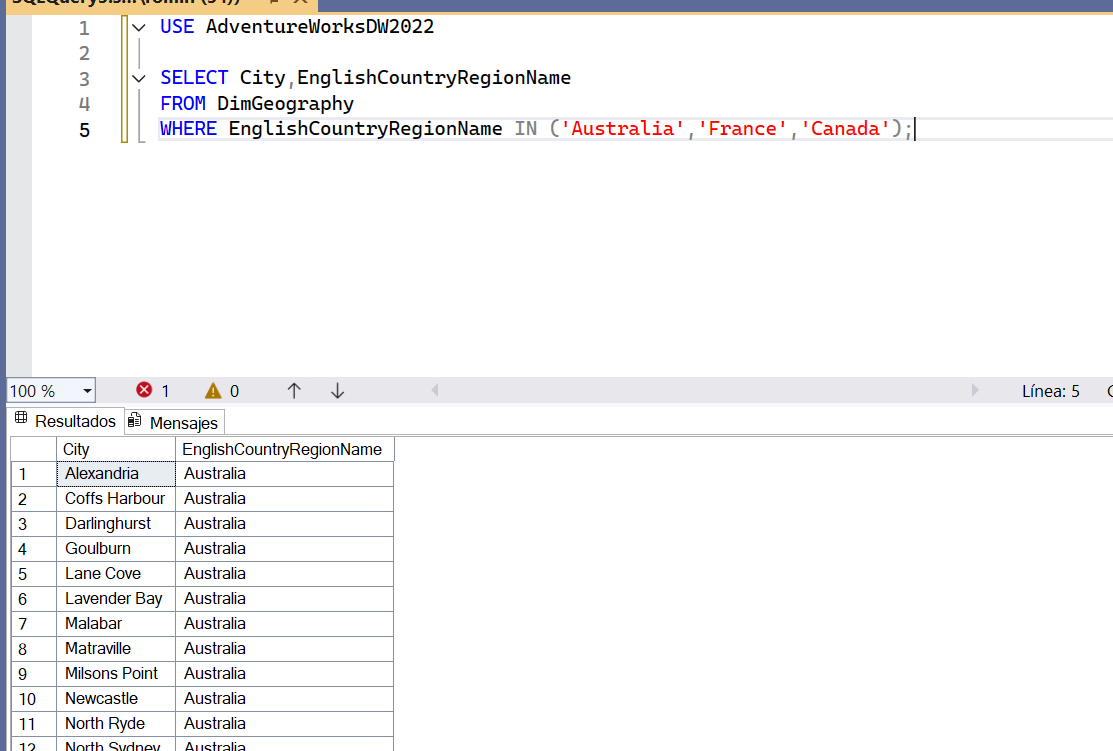 1 USE AdventureWorksDW2022
2
3 SELECT City,EnglishCountryRegionName
4 FROM DimGeography
5 WHERE EnglishCountryRegionName IN ('Australia','France','Canada');
100 % 1 0 Línea: 5
Resultados Mensajes
City EnglishCountryRegionName
1 Alexandria Australia
2 Coffs Harbour Australia
3 Darlinghurst Australia
4 Goulburn Australia
5 Lane Cove Australia
6 Lavender Bay Australia
7 Malabar Australia
8 Matraville Australia
9 Milsons Point Australia
10 Newcastle Australia
11 North Ryde Australia
12 North Sydney Australia